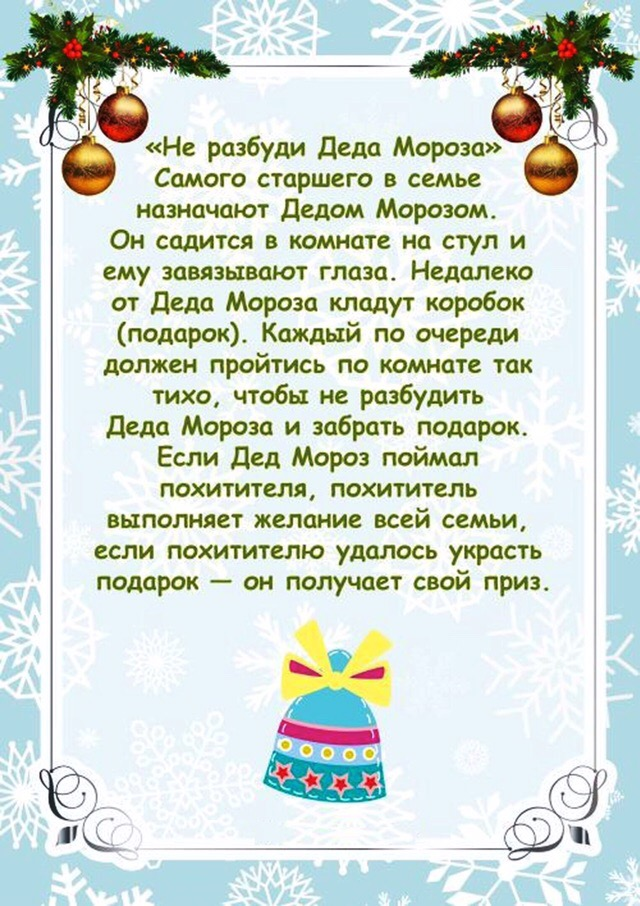 «Не разбуди Деда Мороза»
Самого старшего в семье
назначают Дедом Морозом.
Он садится в комнате на стул и
ему завязывают глаза. Недалеко
от Деда Мороза кладут коробок
(подарок). Каждый по очереди
должен пройтись по комнате так
тихо, чтобы не разбудить
Деда Мороза и забрать подарок.
Если Дед Мороз поймал
похитителя, похититель
выполняет желание всей семьи,
если похитителю удалось украсть
подарок — он получает свой приз.